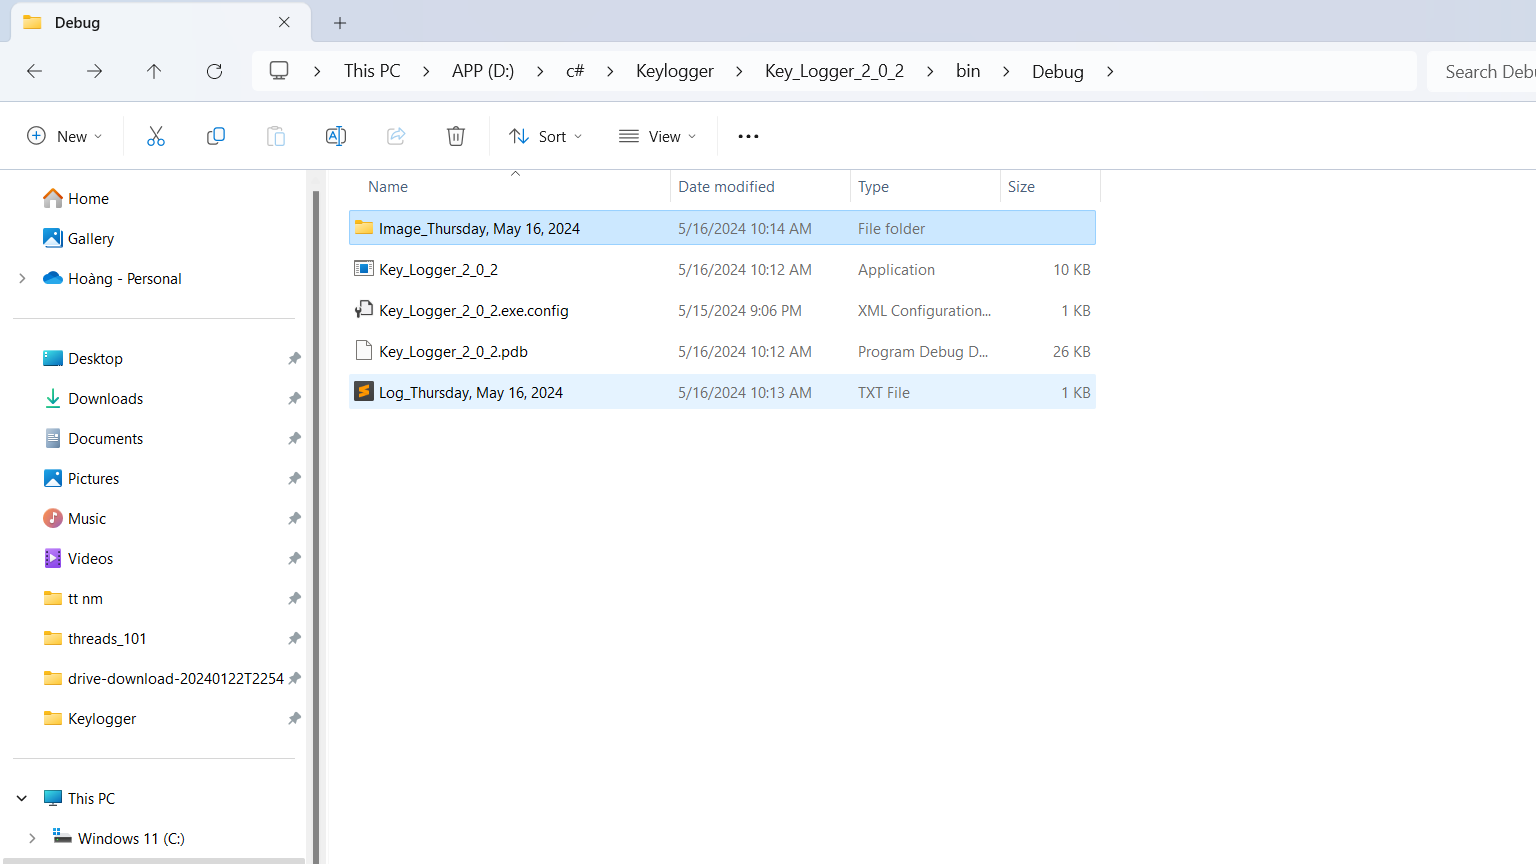 Debug
This PC APP (D:) c# Keylogger Key_Logger_2_0_2 bin Debug Search Debu
New Sort View
Name Date modified Type Size
Home
Gallery
Hoàng - Personal
Desktop
Downloads
Documents
Pictures
Music
Videos
tt nm
threads_101
drive-download-20240122T2254
Keylogger
This PC
Windows 11 (C:)
Image_Thursday, May 16, 2024 5/16/2024 10:14 AM File folder
Key_Logger_2_0_2 5/16/2024 10:12 AM Application 10 KB
Key_Logger_2_0_2.exe.config 5/15/2024 9:06 PM XML Configuration... 1 KB
Key_Logger_2_0_2.pdb 5/16/2024 10:12 AM Program Debug D... 26 KB
Log_Thursday, May 16, 2024 5/16/2024 10:13 AM TXT File 1 KB